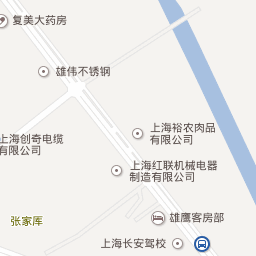 复美大药房
雄伟不锈钢
上海裕农肉品
有限公司
上海创奇电缆
有限公司
上海红联机械电器
制造有限公司
张家厍
雄鹰客房部
上海长安驾校